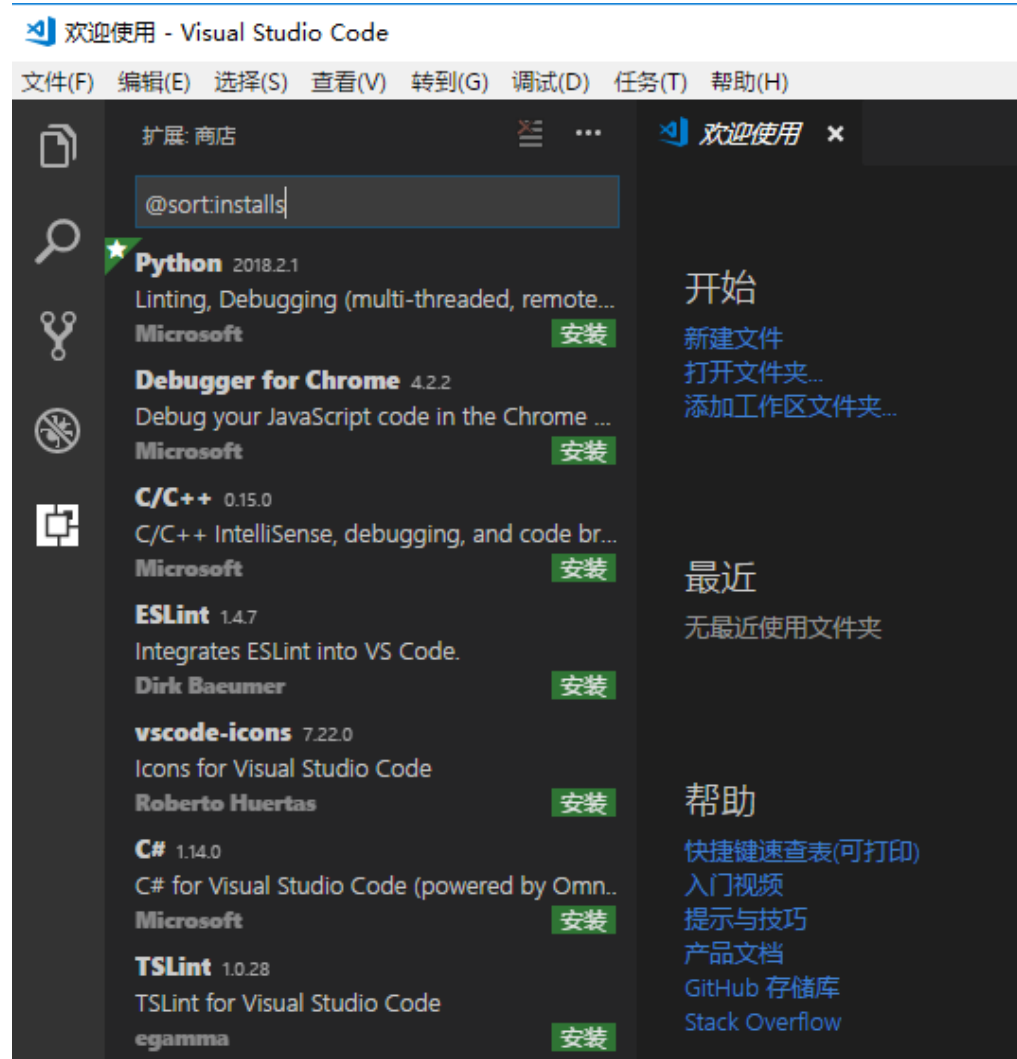 欢迎使用 - Visual Studio Code
文件(F) 编辑(E) 选择(S) 查看(V) 转到(G) 调试(D) 任务(T) 帮助(H)
扩展: 商店
欢迎使用
@sort:installs
Python 2018.2.1
Linting, Debugging (multi-threaded, remote...
Microsoft 安装
Debugger for Chrome 4.2.2
Debug your JavaScript code in the Chrome ...
Microsoft 安装
C/C++ 0.15.0
C/C++ IntelliSense, debugging, and code br...
Microsoft 安装
ESLint 1.4.7
Integrates ESLint into VS Code.
Dirk Baeumer 安装
vscode-icons 7.22.0
Icons for Visual Studio Code
Roberto Huertas 安装
C# 1.14.0
C# for Visual Studio Code (powered by Omn..
Microsoft 安装
TSLint 1.0.28
TSLint for Visual Studio Code
egamma 安装
开始
新建文件
打开文件夹...
添加工作区文件夹...
最近
无最近使用文件夹
帮助
快捷键速查表(可打印)
入门视频
提示与技巧
产品文档
GitHub 存储库
Stack Overflow